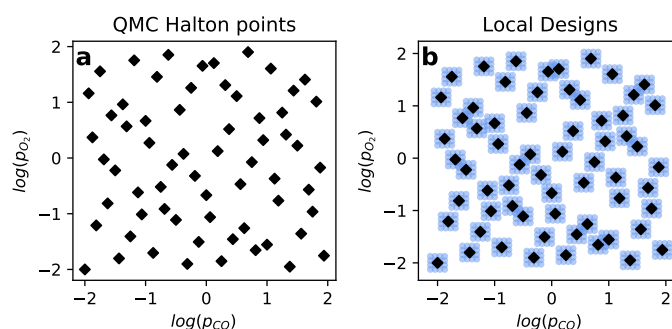 QMC Halton points
Local Designs
a
b
2
1
0
−1
−2
log(p_O₂)
−2 −1 0 1 2
log(p_CO)
2
1
0
−1
−2
log(p_O₂)
−2 −1 0 1 2
log(p_CO)